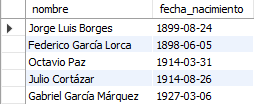 nombre fecha_nacimiento
Jorge Luis Borges 1899-08-24
Federico García Lorca 1898-06-05
Octavio Paz 1914-03-31
Julio Cortázar 1914-08-26
Gabriel García Márquez 1927-03-06